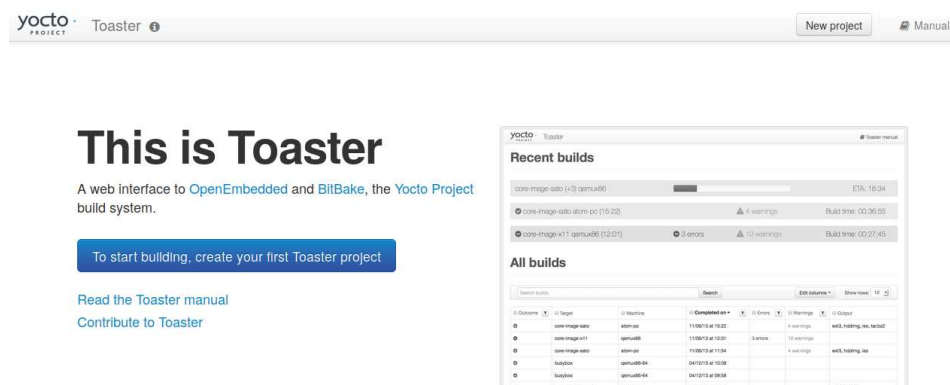 yocto · PROJECT Toaster New project Manual
This is Toaster
A web interface to OpenEmbedded and BitBake, the Yocto Project
build system.
To start building, create your first Toaster project
Read the Toaster manual
Contribute to Toaster
yocto · PROJECT Toaster Toaster manual
Recent builds
core-image-sato (+3) qemux86 ETA: 16:34
core-image-sato atom-pc (15:22) 4 warnings Build time: 00:36:55
core-image-x11 qemux86 (12:01) 3 errors 10 warnings Build time: 00:27:45
All builds
Search builds Search Edit columns Show rows: 10
Outcome Target Machine Completed on Errors Warnings Output
core-image-sato atom-pc 11/06/13 at 15:22 4 warnings ext3, hddimg, iso, tar.bz2
core-image-x11 qemux86 11/06/13 at 12:01 3 errors 10 warnings
core-image-sato atom-pc 11/05/13 at 11:54 4 warnings ext3, hddimg, iso
busybox qemux86-64 04/12/13 at 10:08
busybox qemux86-64 04/12/13 at 09:58